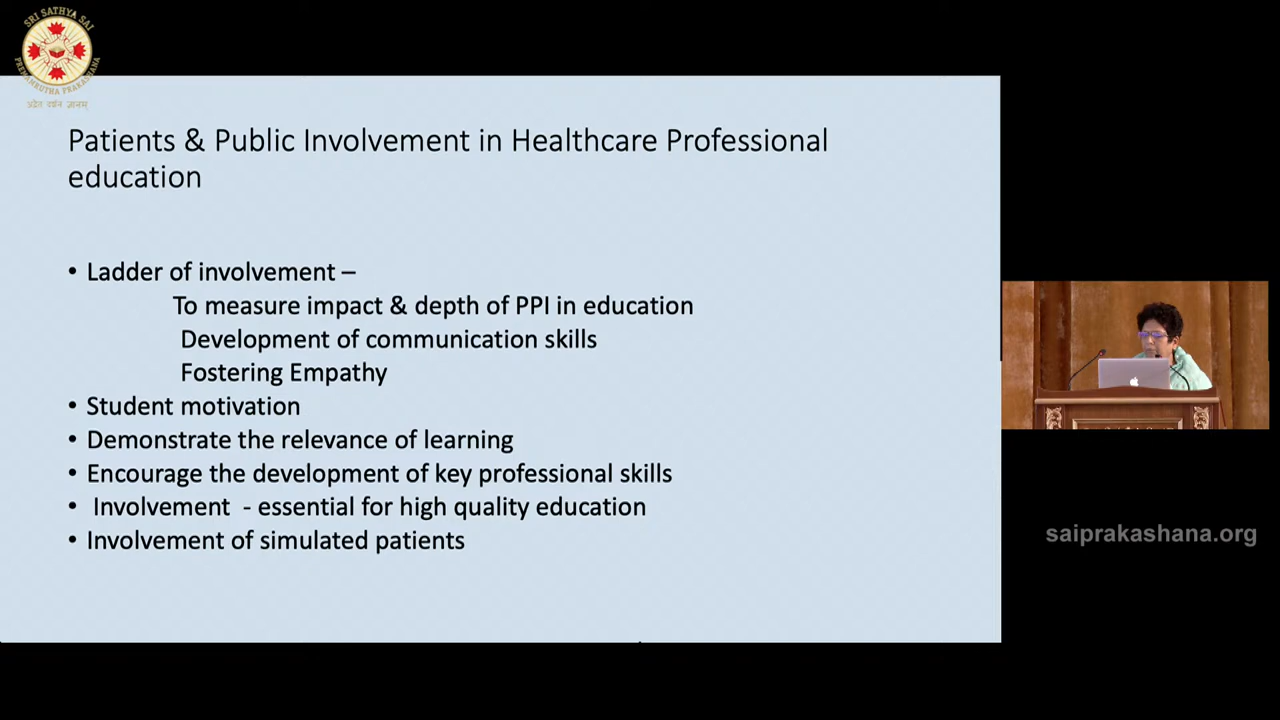 SRI SATHYA SAI
PREMAMRUTHA PRAKASHANA
Patients & Public Involvement in Healthcare Professional
education
• Ladder of involvement –
To measure impact & depth of PPI in education
Development of communication skills
Fostering Empathy
• Student motivation
• Demonstrate the relevance of learning
• Encourage the development of key professional skills
• Involvement - essential for high quality education
• Involvement of simulated patients
saiprakashana.org